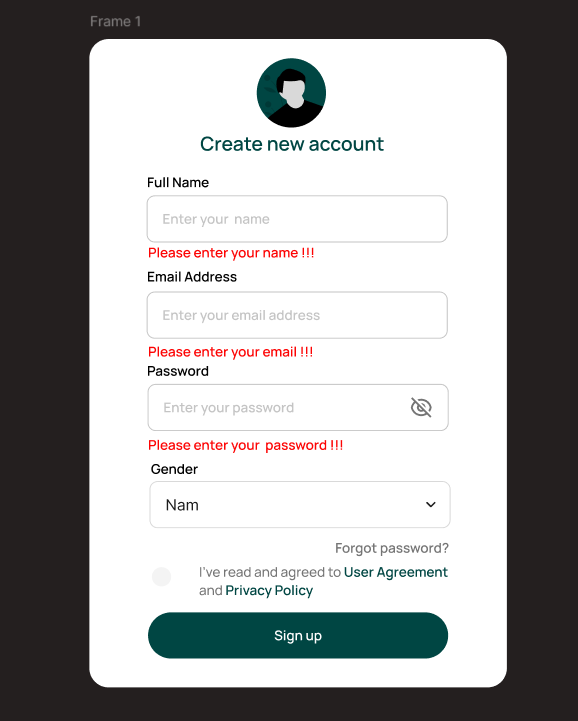 Frame 1
Create new account
Full Name
Enter your name
Please enter your name !!!
Email Address
Enter your email address
Please enter your email !!!
Password
Enter your password
Please enter your password !!!
Gender
Nam
Forgot password?
I've read and agreed to User Agreement
and Privacy Policy
Sign up